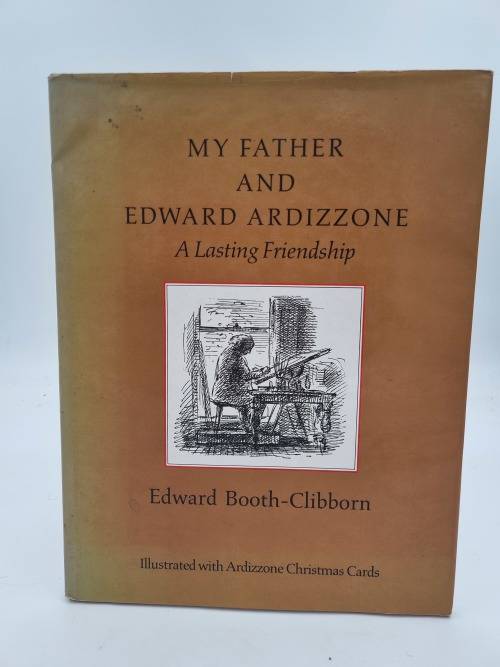 MY FATHER
AND
EDWARD ARDIZZONE
A Lasting Friendship
Edward Booth-Clibborn
Illustrated with Ardizzone Christmas Cards